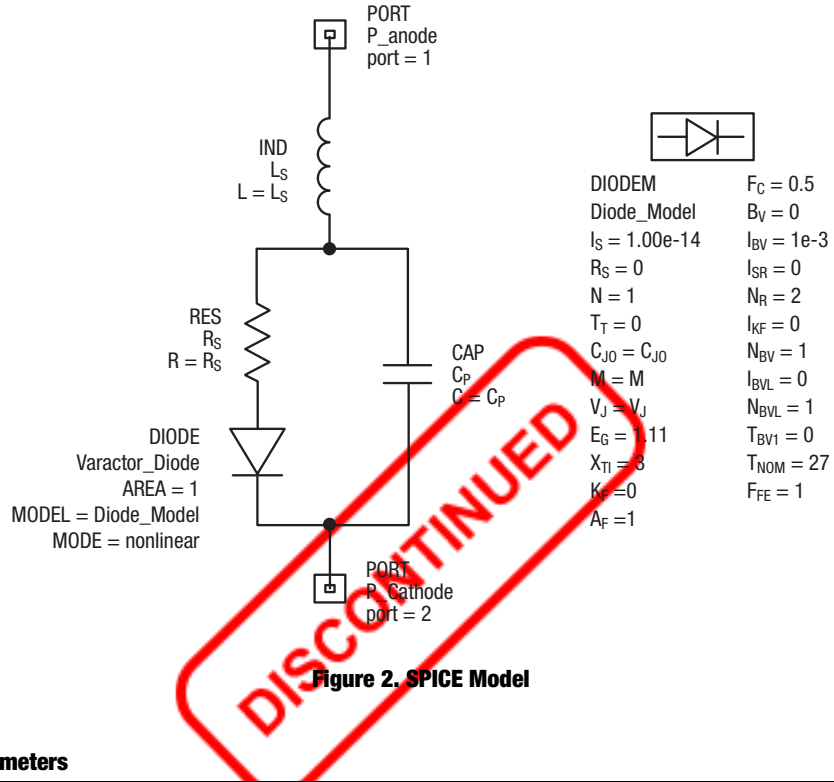 PORT
P_anode
port = 1
IND
LS
L = LS
RES
RS
R = RS
CAP
CP
C = CP
DIODE
Varactor_Diode
AREA = 1
MODEL = Diode_Model
MODE = nonlinear
PORT
P_Cathode
port = 2
DIODEM
Diode_Model
IS = 1.00e-14
RS = 0
N = 1
TT = 0
CJO = CJO
M = M
VJ = VJ
EG = 1.11
XTI = 3
KF =0
AF =1
FC = 0.5
BV = 0
IBV = 1e-3
ISR = 0
NR = 2
IKF = 0
NBV = 1
IBVL = 0
NBVL = 1
TBV1 = 0
TNOM = 27
FFE = 1
DISCONTINUED
Figure 2. SPICE Model
meters